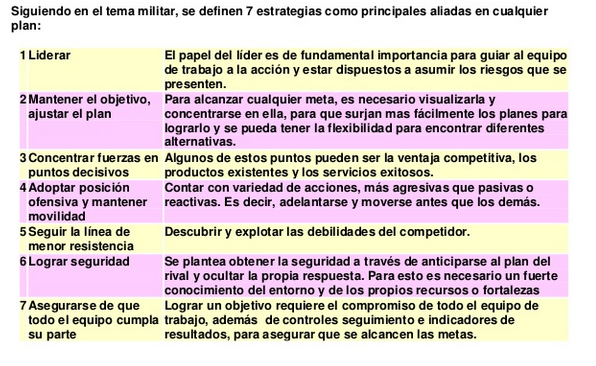 Siguiendo en el tema militar, se definen 7 estrategias como principales aliadas en cualquier
plan:
1 Liderar
El papel del líder es de fundamental importancia para guiar al equipo
de trabajo a la acción y estar dispuestos a asumir los riesgos que se
presenten.
2 Mantener el objetivo,
ajustar el plan
Para alcanzar cualquier meta, es necesario visualizarla y
concentrarse en ella, para que surjan mas fácilmente los planes para
lograrlo y se pueda tener la flexibilidad para encontrar diferentes
alternativas.
3 Concentrar fuerzas en
puntos decisivos
Algunos de estos puntos pueden ser la ventaja competitiva, los
productos existentes y los servicios exitosos.
4 Adoptar posición
ofensiva y mantener
movilidad
Contar con variedad de acciones, más agresivas que pasivas o
reactivas. Es decir, adelantarse y moverse antes que los demás.
5 Seguir la línea de
menor resistencia
Descubrir y explotar las debilidades del competidor.
6 Lograr seguridad
Se plantea obtener la seguridad a través de anticiparse al plan del
rival y ocultar la propia respuesta. Para esto es necesario un fuerte
conocimiento del entorno y de los propios recursos o fortalezas
7 Asegurarse de que
todo el equipo cumpla
su parte
Lograr un objetivo requiere el compromiso de todo el equipo de
trabajo, además de controles seguimiento e indicadores de
resultados, para asegurar que se alcancen las metas.